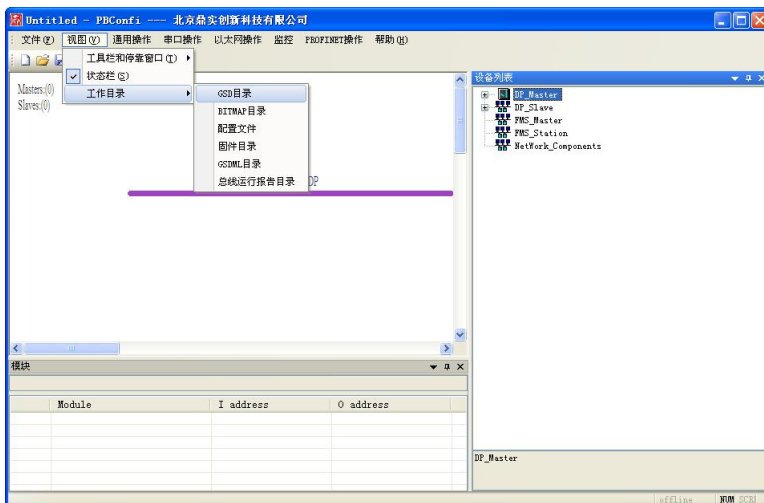 Untitled - PBConfi --- 北京鼎实创新科技有限公司
文件(F) 视图(V) 通用操作 串口操作 以太网操作 监控 PROFINET操作 帮助(H)
工具栏和停靠窗口(T)
状态栏(S)
工作目录
GSD目录
BITMAP目录
配置文件
固件目录
GSDML目录
总线运行报告目录
Masters:(0)
Slaves:(0)
DP
设备列表
DP_Master
DP_Slave
FMS_Master
FMS_Station
NetWork_Components
模块
Module I address O address
DP_Master
offline NUM SCRL